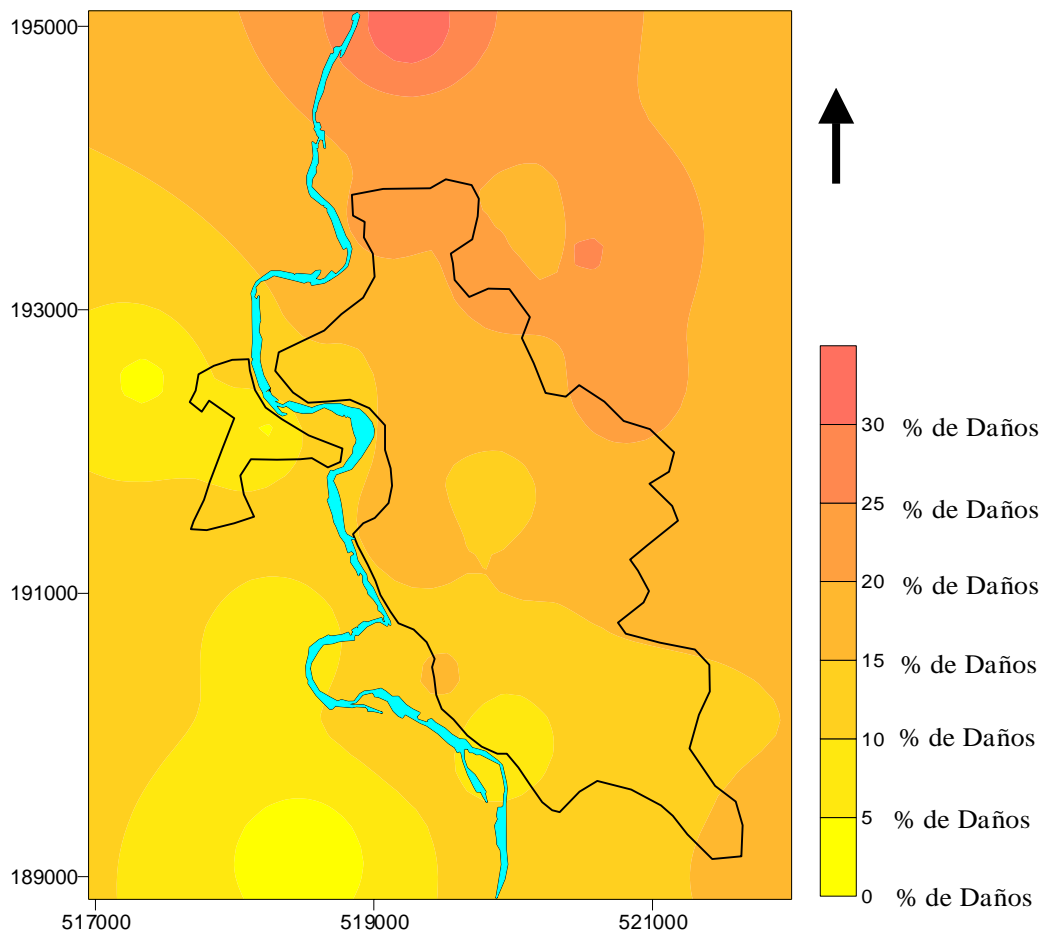 195000
193000
191000
189000
517000
519000
521000
30 % de Daños
25 % de Daños
20 % de Daños
15 % de Daños
10 % de Daños
5 % de Daños
0 % de Daños